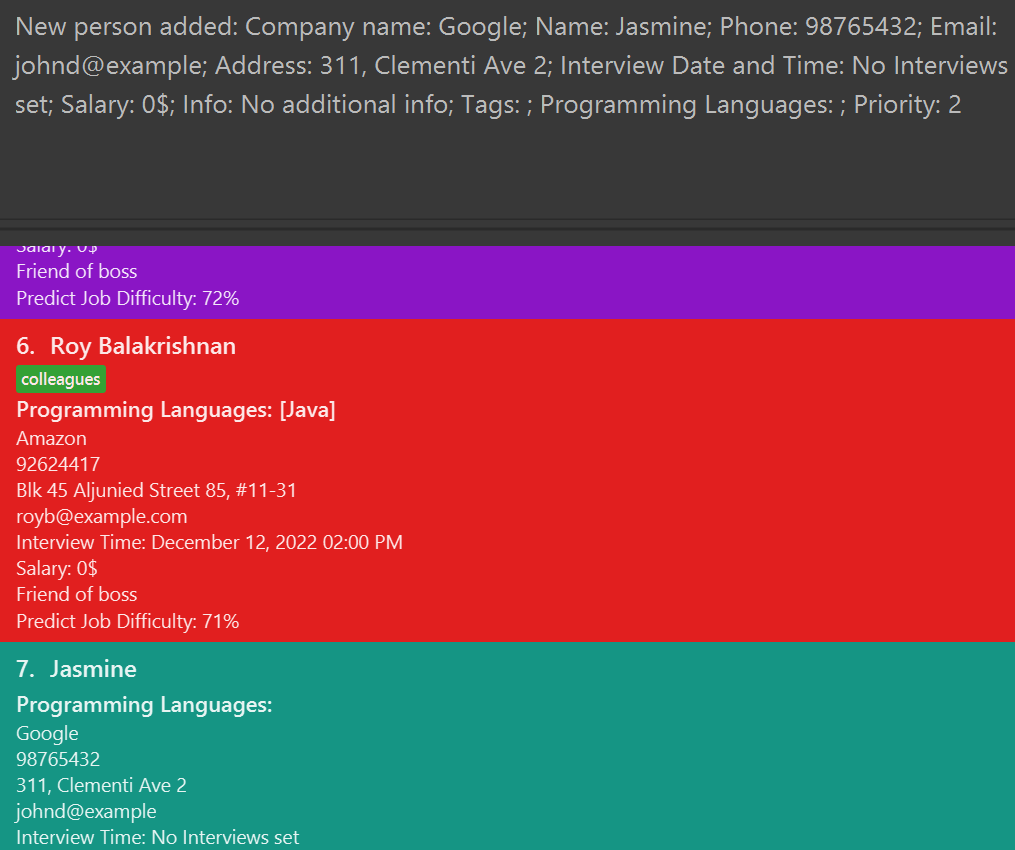 New person added: Company name: Google; Name: Jasmine; Phone: 98765432; Email:
johnd@example; Address: 311, Clementi Ave 2; Interview Date and Time: No Interviews
set; Salary: 0$; Info: No additional info; Tags: ; Programming Languages: ; Priority: 2
Salary: 0$
Friend of boss
Predict Job Difficulty: 72%
6. Roy Balakrishnan
colleagues
Programming Languages: [Java]
Amazon
92624417
Blk 45 Aljunied Street 85, #11-31
royb@example.com
Interview Time: December 12, 2022 02:00 PM
Salary: 0$
Friend of boss
Predict Job Difficulty: 71%
7. Jasmine
Programming Languages:
Google
98765432
311, Clementi Ave 2
johnd@example
Interview Time: No Interviews set